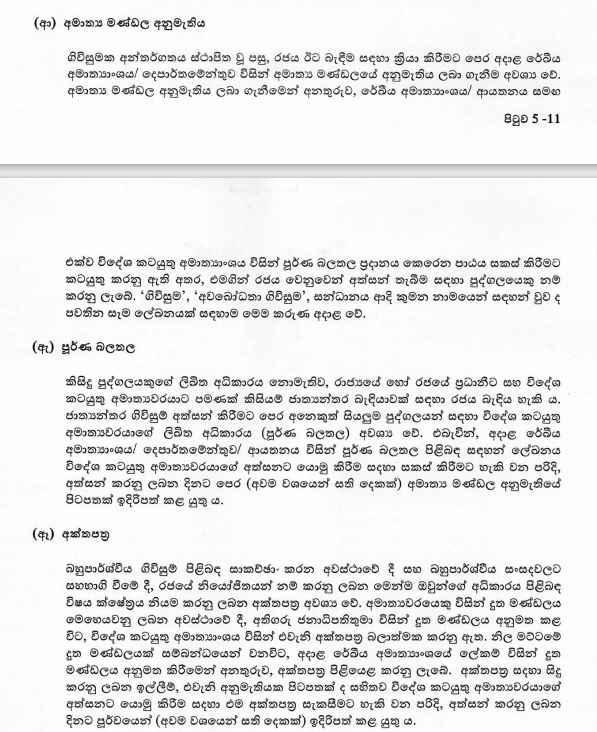 (ආ) අමාත්‍ය මණ්ඩල අනුමැතිය
ගිවිසුමක අන්තර්ගතය ස්ථාපිත වූ පසු, රජය ඊට බැඳීම සඳහා ක්‍රියා කිරීමට පෙර අදාළ රේඛීය
අමාත්‍යාංශය/ දෙපාර්තමේන්තුව විසින් අමාත්‍ය මණ්ඩලයේ අනුමැතිය ලබා ගැනීම අවශ්‍ය වේ.
අමාත්‍ය මණ්ඩල අනුමැතිය ලබා ගැනීමෙන් අනතුරුව, රේඛීය අමාත්‍යාංශය/ ආයතනය සමඟ
පිටුව 5 -11
එක්ව විදේශ කටයුතු අමාත්‍යාංශය විසින් පූර්ණ බලතල ප්‍රදානය කෙරෙන පාඨය සකස් කිරීමට
කටයුතු කරනු ඇති අතර, එමගින් රජය වෙනුවෙන් අත්සන් තැබීම සඳහා පුද්ගලයෙකු නම්
කරනු ලැබේ. ‘ගිවිසුම’, ‘අවබෝධතා ගිවිසුම’, සන්ධානය ආදි කුමන නාමයෙන් සඳහන් වුව ද
පවතින සෑම ලේඛනයක් සඳහාම මෙම කරුණ අදාළ වේ.
(ඇ) පූර්ණ බලතල
කිසිදු පුද්ගලයකුගේ ලිඛිත අධිකාරය නොමැතිව, රාජ්‍යයේ හෝ රජයේ ප්‍රධානීට සහ විදේශ
කටයුතු අමාත්‍යවරයාට පමණක් කිසියම් ජාත්‍යන්තර බැඳියාවක් සඳහා රජය බැඳිය හැකි ය.
ජාත්‍යන්තර ගිවිසුම් අත්සන් කිරීමට පෙර අනෙකුත් සියලුම පුද්ගලයන් සඳහා විදේශ කටයුතු
අමාත්‍යවරයාගේ ලිඛිත අධිකාරය (පූර්ණ බලතල) අවශ්‍ය වේ. එබැවින්, අදාළ රේඛීය
අමාත්‍යාංශය/ දෙපාර්තමේන්තුව/ ආයතනය විසින් පූර්ණ බලතල පිළිබඳ සඳහන් ලේඛනය
විදේශ කටයුතු අමාත්‍යවරයාගේ අත්සනට යොමු කිරීම සඳහා සකස් කිරීමට හැකි වන පරිදි,
අත්සන් කරනු ලබන දිනට පෙර (අවම වශයෙන් සති දෙකක්) අමාත්‍ය මණ්ඩල අනුමැතියේ
පිටපතක් ඉදිරිපත් කළ යුතු ය.
(ඈ) අක්තපත්‍ර
බහුපාර්ශ්වීය ගිවිසුම් පිළිබඳ සාකච්ඡා කරන අවස්ථාවේ දී සහ බහුපාර්ශ්වීය සංසදවලට
සහභාගි වීමේ දී, රජයේ නියෝජිතයන් නම් කරනු ලබන මෙන්ම ඔවුන්ගේ අධිකාරය පිළිබඳ
විෂය ක්ෂේත්‍රය නියම කරනු ලබන අක්තපත්‍ර අවශ්‍ය වේ. අමාත්‍යවරයෙකු විසින් දූත මණ්ඩලය
මෙහෙයවනු ලබන අවස්ථාවේ දී, අතිගරු ජනාධිපතිතුමා විසින් දූත මණ්ඩලය අනුමත කළ
විට, විදේශ කටයුතු අමාත්‍යාංශය විසින් එවැනි අක්තපත්‍ර බලාත්මක කරනු ඇත. නිල මට්ටමේ
දූත මණ්ඩලයක් සම්බන්ධයෙන් වනවිට, අදාළ රේඛීය අමාත්‍යාංශයේ ලේකම් විසින් දූත
මණ්ඩලය අනුමත කිරීමෙන් අනතුරුව, අක්තපත්‍ර පිළියෙළ කරනු ලැබේ. අක්තපත්‍ර සඳහා සිදු
කරනු ලබන ඉල්ලීම්, එවැනි අනුමැතියක පිටපතක් ද සහිතව විදේශ කටයුතු අමාත්‍යවරයාගේ
අත්සනට යොමු කිරීම සඳහා එම අක්තපත්‍ර සැකසීමට හැකි වන පරිදි, අත්සන් කරනු ලබන
දිනට පූර්වයෙන් (අවම වශයෙන් සති දෙකක්) ඉදිරිපත් කළ යුතු ය.